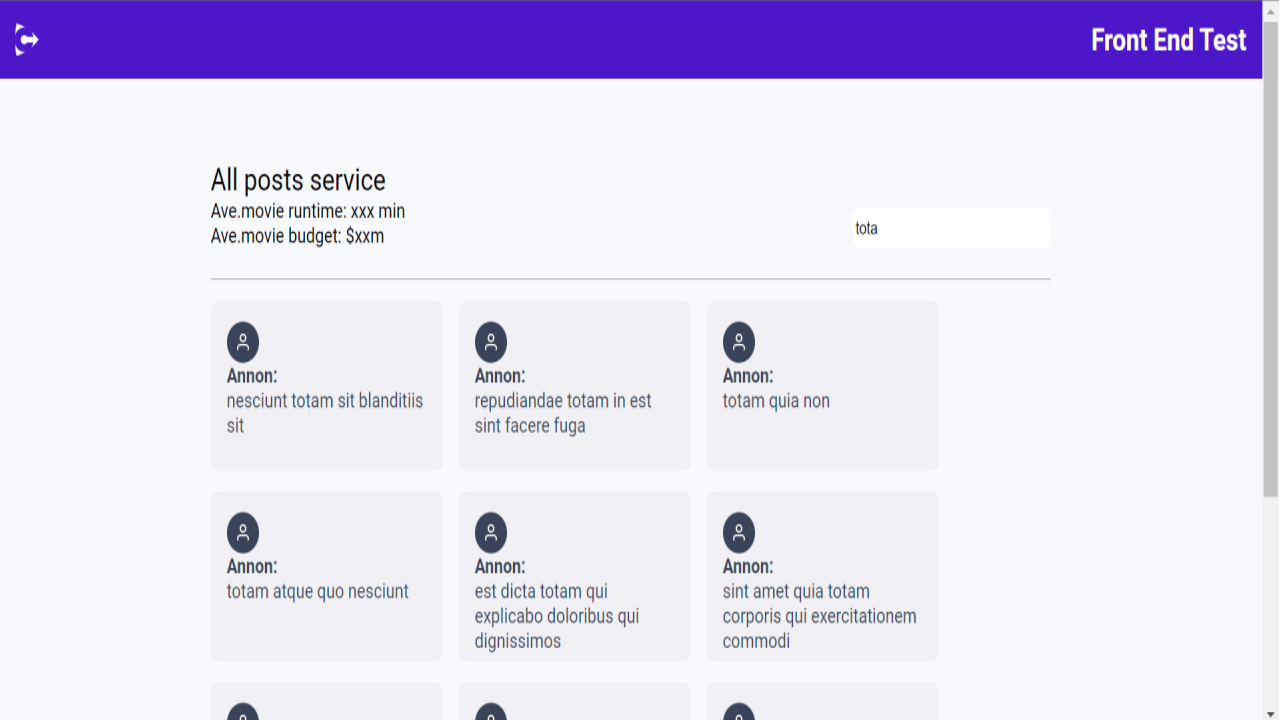 Front End Test
All posts service
Ave.movie runtime: xxx min
Ave.movie budget: $xxm
tota
Annon:
nesciunt totam sit blanditiis
sit
Annon:
repudiandae totam in est
sint facere fuga
Annon:
totam quia non
Annon:
totam atque quo nesciunt
Annon:
est dicta totam qui
explicabo doloribus qui
dignissimos
Annon:
sint amet quia totam
corporis qui exercitationem
commodi